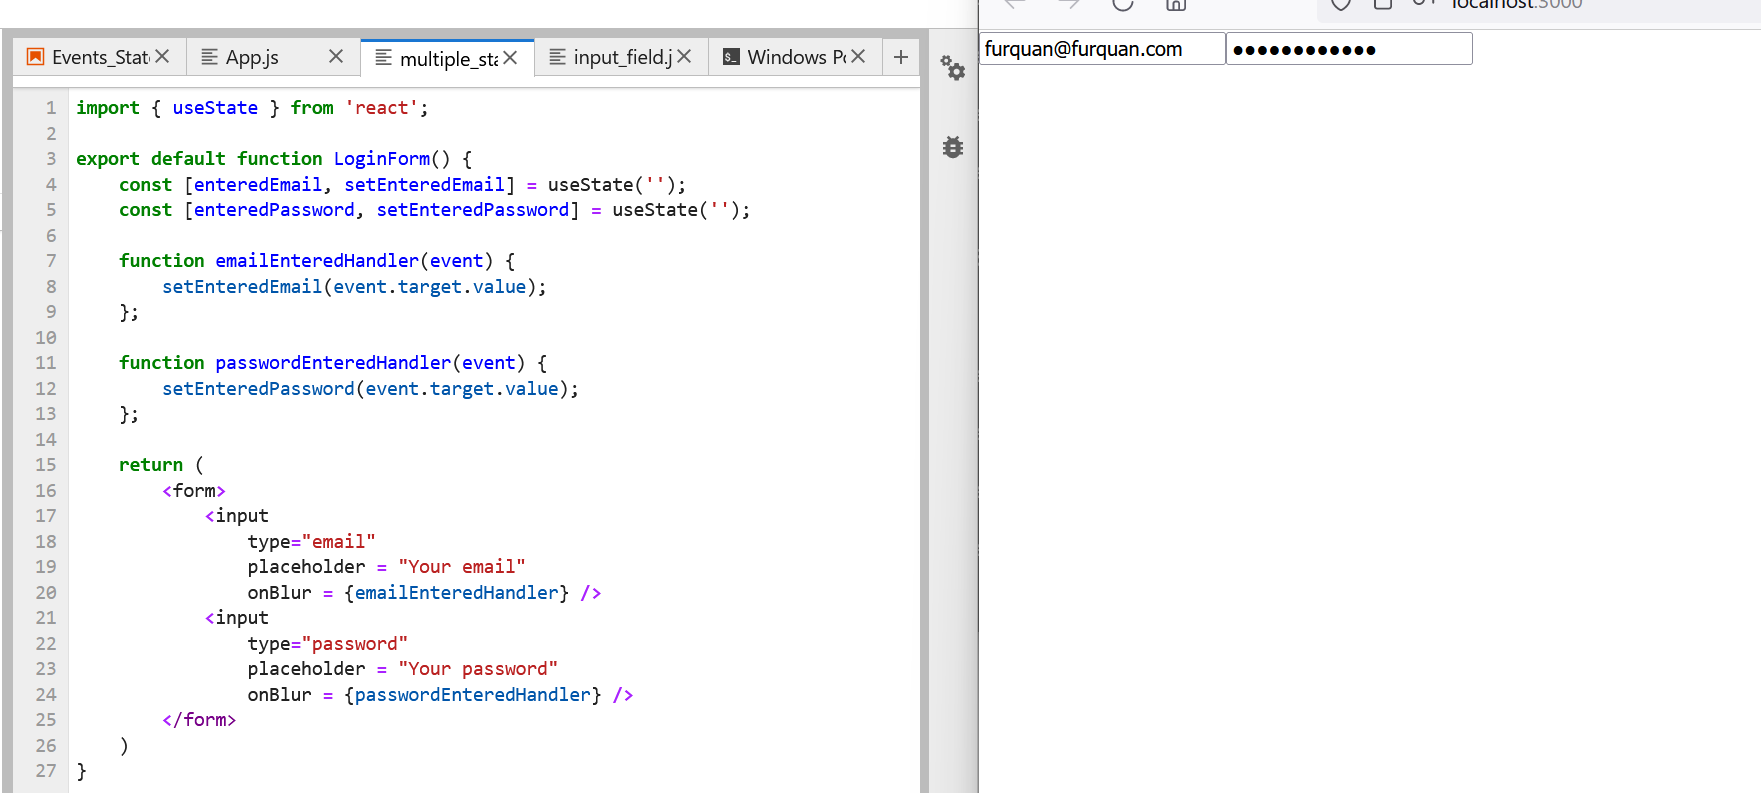 Events_Stat
App.js
multiple_sta
input_field.j
Windows Po
localhost:3000
furquan@furquan.com
1 import { useState } from 'react';
2
3 export default function LoginForm() {
4     const [enteredEmail, setEnteredEmail] = useState('');
5     const [enteredPassword, setEnteredPassword] = useState('');
6
7     function emailEnteredHandler(event) {
8         setEnteredEmail(event.target.value);
9     };
10
11     function passwordEnteredHandler(event) {
12         setEnteredPassword(event.target.value);
13     };
14
15     return (
16         <form>
17             <input
18                 type="email"
19                 placeholder = "Your email"
20                 onBlur = {emailEnteredHandler} />
21             <input
22                 type="password"
23                 placeholder = "Your password"
24                 onBlur = {passwordEnteredHandler} />
25         </form>
26     )
27 }